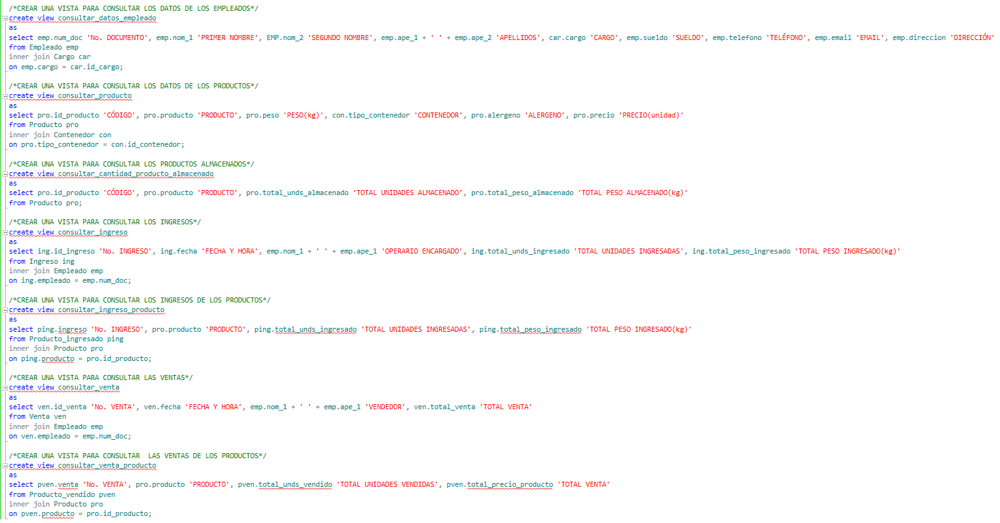 /*CREAR UNA VISTA PARA CONSULTAR LOS DATOS DE LOS EMPLEADOS*/
create view consultar_datos_empleado
as
select emp.num_doc 'No. DOCUMENTO', emp.nom_1 'PRIMER NOMBRE', EMP.nom_2 'SEGUNDO NOMBRE', emp.ape_1 + ' ' + emp.ape_2 'APELLIDOS', car.cargo 'CARGO', emp.sueldo 'SUELDO', emp.telefono 'TELÉFONO', emp.email 'EMAIL', emp.direccion 'DIRECCIÓN'
from Empleado emp
inner join Cargo car
on emp.cargo = car.id_cargo;
/*CREAR UNA VISTA PARA CONSULTAR LOS DATOS DE LOS PRODUCTOS*/
create view consultar_producto
as
select pro.id_producto 'CÓDIGO', pro.producto 'PRODUCTO', pro.peso 'PESO(kg)', con.tipo_contenedor 'CONTENEDOR', pro.alergeno 'ALERGENO', pro.precio 'PRECIO(unidad)'
from Producto pro
inner join Contenedor con
on pro.tipo_contenedor = con.id_contenedor;
/*CREAR UNA VISTA PARA CONSULTAR LOS PRODUCTOS ALMACENADOS*/
create view consultar_cantidad_producto_almacenado
as
select pro.id_producto 'CÓDIGO', pro.producto 'PRODUCTO', pro.total_unds_almacenado 'TOTAL UNIDADES ALMACENADO', pro.total_peso_almacenado 'TOTAL PESO ALMACENADO(kg)'
from Producto pro;
/*CREAR UNA VISTA PARA CONSULTAR LOS INGRESOS*/
create view consultar_ingreso
as
select ing.id_ingreso 'No. INGRESO', ing.fecha 'FECHA Y HORA', emp.nom_1 + ' ' + emp.ape_1 'OPERARIO ENCARGADO', ing.total_unds_ingresado 'TOTAL UNIDADES INGRESADAS', ing.total_peso_ingresado 'TOTAL PESO INGRESADO(kg)'
from Ingreso ing
inner join Empleado emp
on ing.empleado = emp.num_doc;
/*CREAR UNA VISTA PARA CONSULTAR LOS INGRESOS DE LOS PRODUCTOS*/
create view consultar_ingreso_producto
as
select ping.ingreso 'No. INGRESO', pro.producto 'PRODUCTO', ping.total_unds_ingresado 'TOTAL UNIDADES INGRESADAS', ping.total_peso_ingresado 'TOTAL PESO INGRESADO(kg)'
from Producto_ingresado ping
inner join Producto pro
on ping.producto = pro.id_producto;
/*CREAR UNA VISTA PARA CONSULTAR LAS VENTAS*/
create view consultar_venta
as
select ven.id_venta 'No. VENTA', ven.fecha 'FECHA Y HORA', emp.nom_1 + ' ' + emp.ape_1 'VENDEDOR', ven.total_venta 'TOTAL VENTA'
from Venta ven
inner join Empleado emp
on ven.empleado = emp.num_doc;
/*CREAR UNA VISTA PARA CONSULTAR  LAS VENTAS DE LOS PRODUCTOS*/
create view consultar_venta_producto
as
select pven.venta 'No. VENTA', pro.producto 'PRODUCTO', pven.total_unds_vendido 'TOTAL UNIDADES VENDIDAS', pven.total_precio_producto 'TOTAL VENTA'
from Producto_vendido pven
inner join Producto pro
on pven.producto = pro.id_producto;